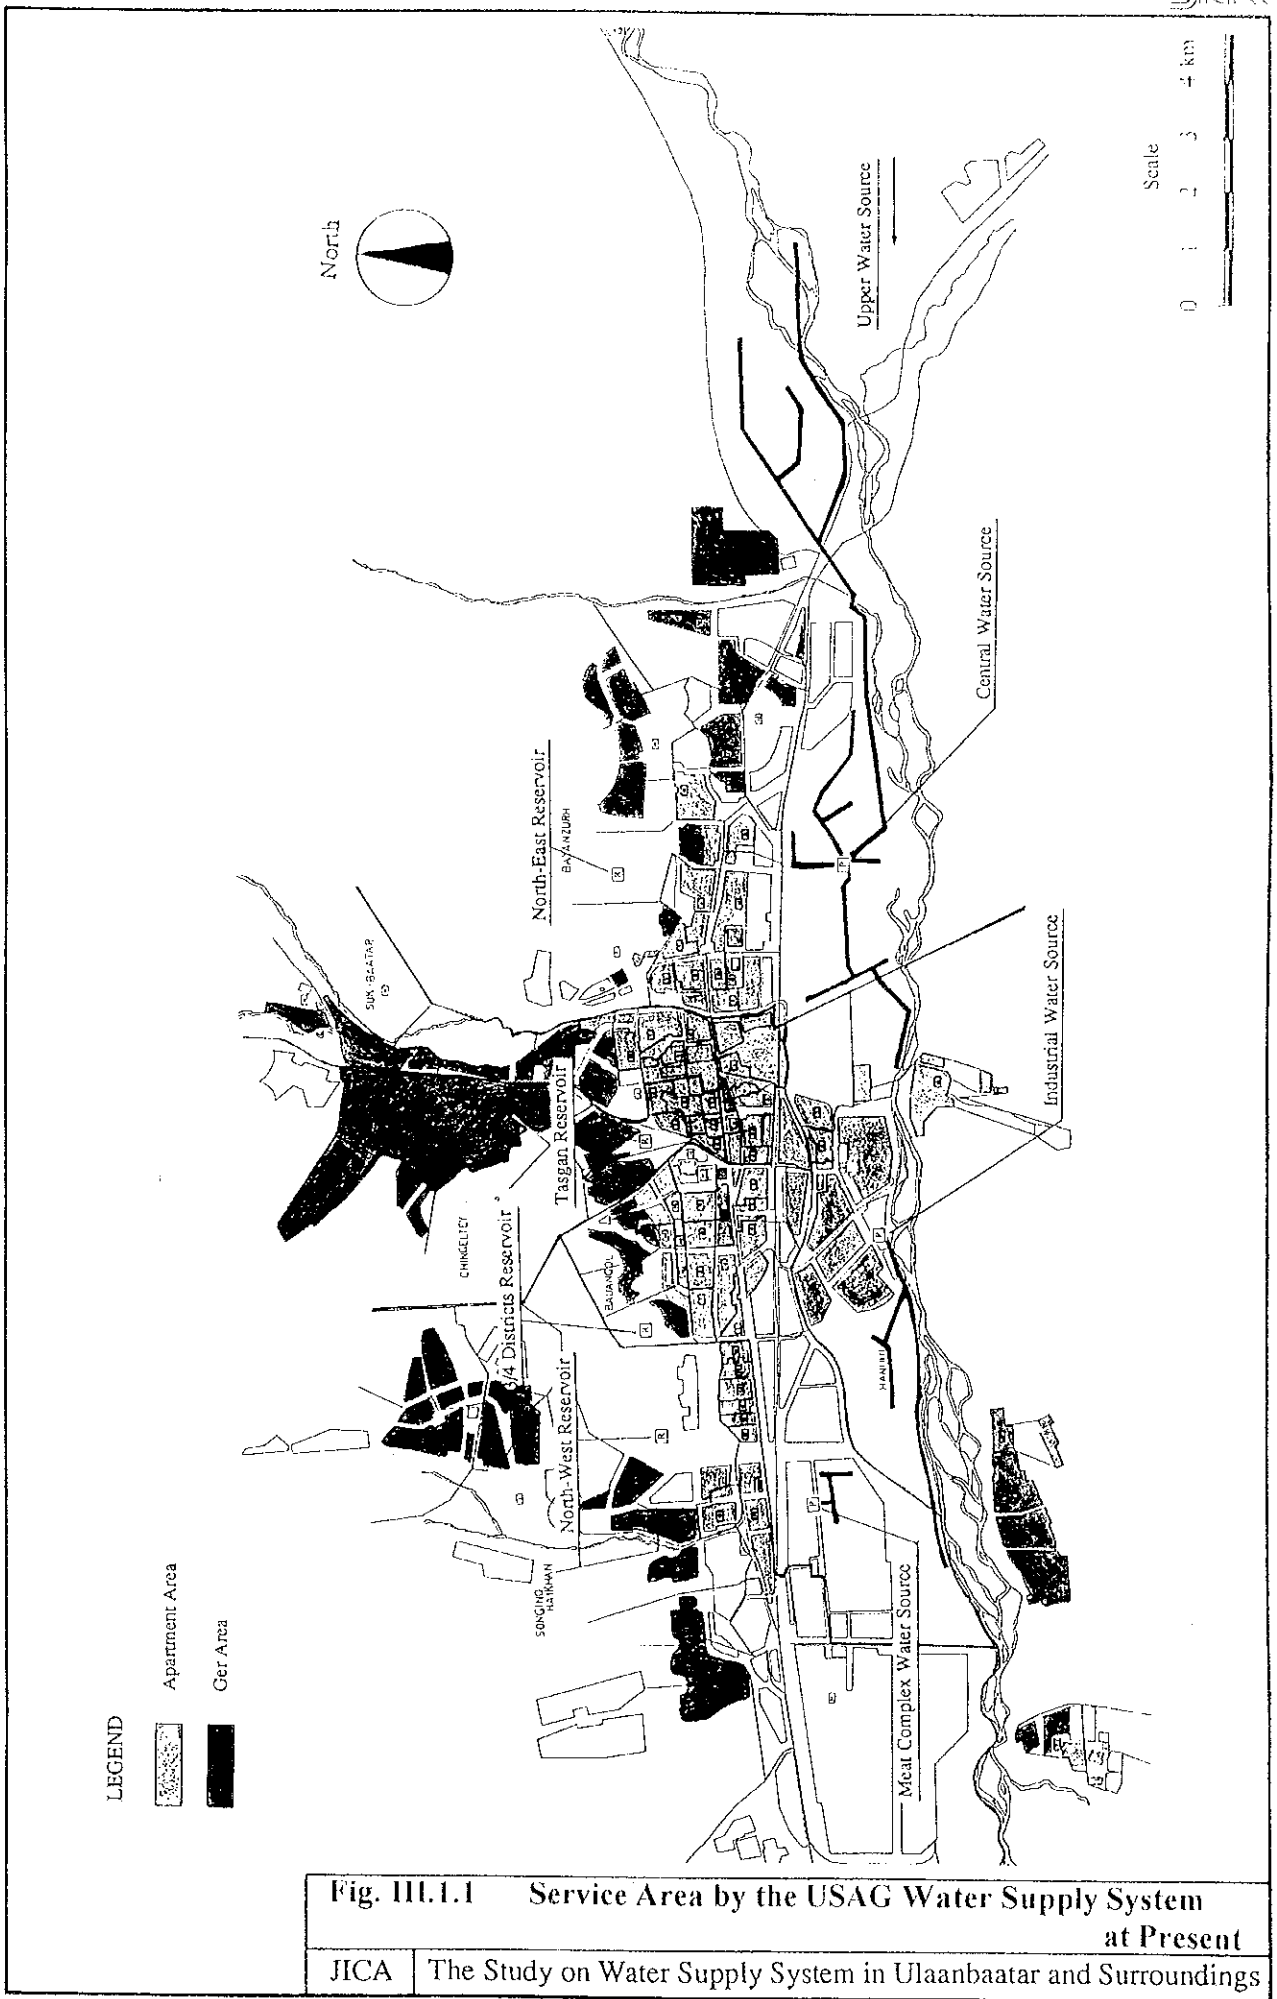 LEGEND
Apartment Area
Ger Area
North
SUKH-BAATAR
CHINGELTEY
BAYANZURH
BAYANGOL
SONGINO
HAIRHAN
North-East Reservoir
Tasgan Reservoir
3/4 Districts Reservoir
North-West Reservoir
R
R
R
R
P
P
P
Upper Water Source
Central Water Source
Industrial Water Source
Meat Complex Water Source
Scale
0 1 2 3 4 km
Fig. III.1.1 Service Area by the USAG Water Supply System
at Present
JICA
The Study on Water Supply System in Ulaanbaatar and Surroundings